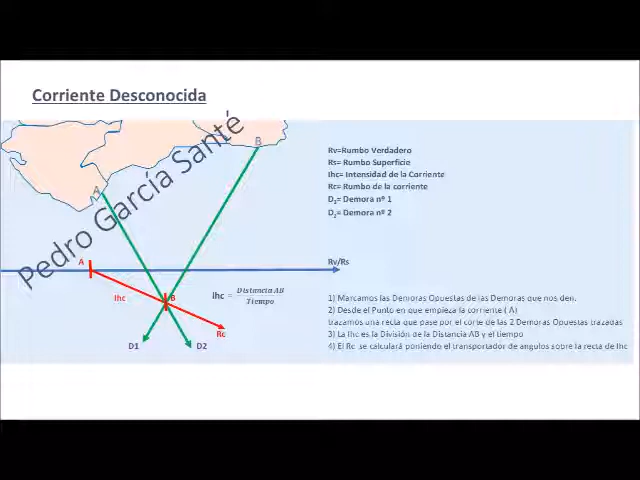 Corriente Desconocida
Pedro García Santé
B
A
Rv=Rumbo Verdadero
Rs= Rumbo Superficie
Ihc= Intensidad de la Corriente
Rc= Rumbo de la corriente
D₁= Demora nº 1
D₂= Demora nº 2
A
Rv/Rs
Ihc
B
Ihc = Distancia AB
Tiempo
Rc
D1
D2
1) Marcamos las Demoras Opuestas de las Demoras que nos den.
2) Desde el Punto en que empieza la corriente ( A)
trazamos una recta que pase por el corte de las 2 Demoras Opuestas trazadas
3) La Ihc es la División de la Distancia AB y el tiempo
4) El Rc se calculará poniendo el transportador de angulos sobre la recta de Ihc